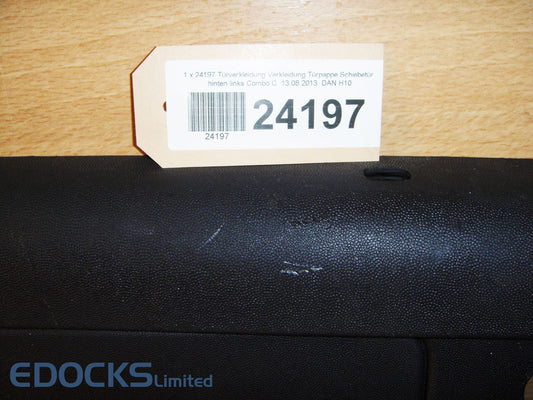 1 x 24197 Türverkleidung Verkleidung Türpappe Schiebetür
hinten links Combo C 13.08.2013 DAN H10
24197
24197
EDOCKS Limited